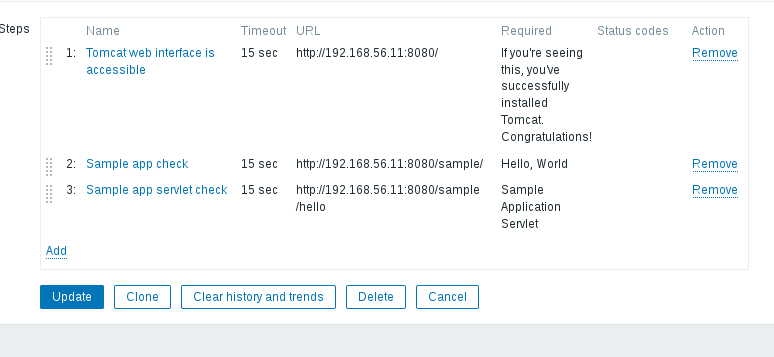 Steps
Name Timeout URL Required Status codes Action
1: Tomcat web interface is 15 sec http://192.168.56.11:8080/ If you're seeing Remove
accessible this, you've
successfully
installed
Tomcat.
Congratulations!
2: Sample app check 15 sec http://192.168.56.11:8080/sample/ Hello, World Remove
3: Sample app servlet check 15 sec http://192.168.56.11:8080/sample Sample Remove
/hello Application
Servlet
Add
Update Clone Clear history and trends Delete Cancel